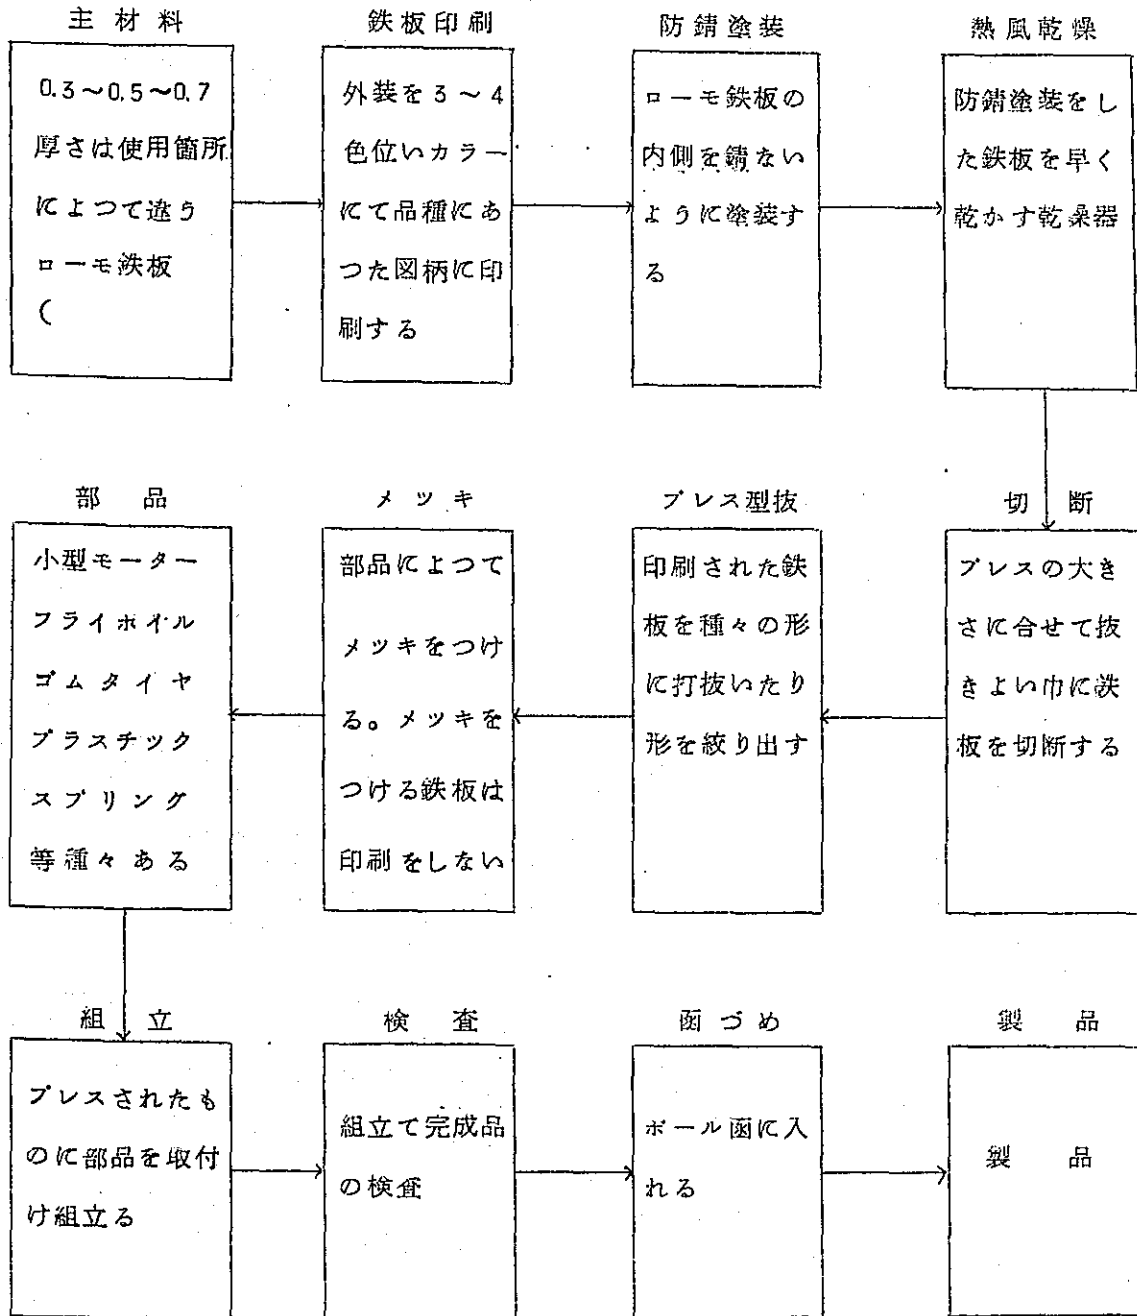 主材料
0.3～0.5～0.7
厚さは使用箇所
によつて違う
ローモ鉄板
(
鉄板印刷
外装を3～4
色位いカラー
にて品種にあ
つた図柄に印
刷する
防錆塗装
ローモ鉄板の
内側を錆ない
ように塗装す
る
熱風乾燥
防錆塗装をし
た鉄板を早く
乾かす乾燥器
切断
プレスの大き
さに合せて抜
きよい巾に鉄
板を切断する
プレス型抜
印刷された鉄
板を種々の形
に打抜いたり
形を絞り出す
メツキ
部品によつて
メツキをつけ
る。メツキを
つける鉄板は
印刷をしない
部品
小型モーター
フライホイル
ゴムタイヤ
プラスチック
スプリング
等種々ある
組立
プレスされたも
のに部品を取付
け組立る
検査
組立て完成品
の検査
函づめ
ボール函に入
れる
製品
製品